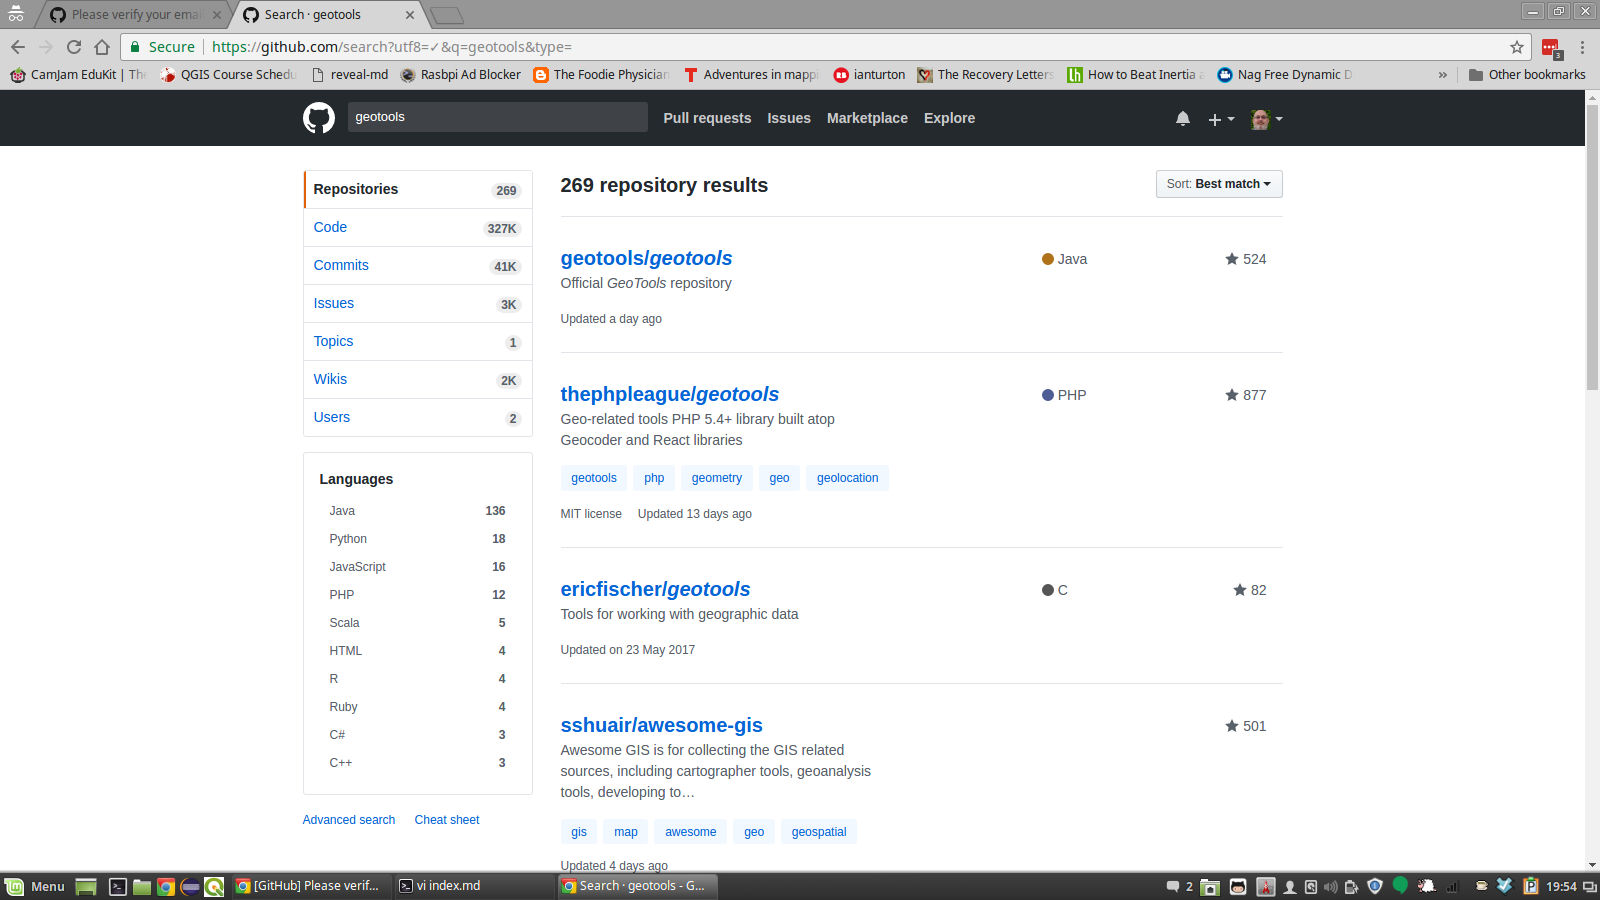 Please verify your emai
Search · geotools
Secure
https://github.com/search?utf8=✓&q=geotools&type=
CamJam EduKit | The
QGIS Course Schedu
reveal-md
Rasbpi Ad Blocker
The Foodie Physician
Adventures in mappi
ianturton
The Recovery Letters
How to Beat Inertia a
Nag Free Dynamic D
»
Other bookmarks
3
geotools
Pull requests
Issues
Marketplace
Explore
Repositories 269
Code 327K
Commits 41K
Issues 3K
Topics 1
Wikis 2K
Users 2
Languages
Java 136
Python 18
JavaScript 16
PHP 12
Scala 5
HTML 4
R 4
Ruby 4
C# 3
C++ 3
Advanced search Cheat sheet
269 repository results
Sort: Best match
geotools/geotools
Java
524
Official GeoTools repository
Updated a day ago
thephpleague/geotools
PHP
877
Geo-related tools PHP 5.4+ library built atop
Geocoder and React libraries
geotools php geometry geo geolocation
MIT license Updated 13 days ago
ericfischer/geotools
C
82
Tools for working with geographic data
Updated on 23 May 2017
sshuair/awesome-gis
501
Awesome GIS is for collecting the GIS related
sources, including cartographer tools, geoanalysis
tools, developing to…
gis map awesome geo geospatial
Updated 4 days ago
Menu
[GitHub] Please verif...
vi index.md
Search · geotools - G...
2
19:54